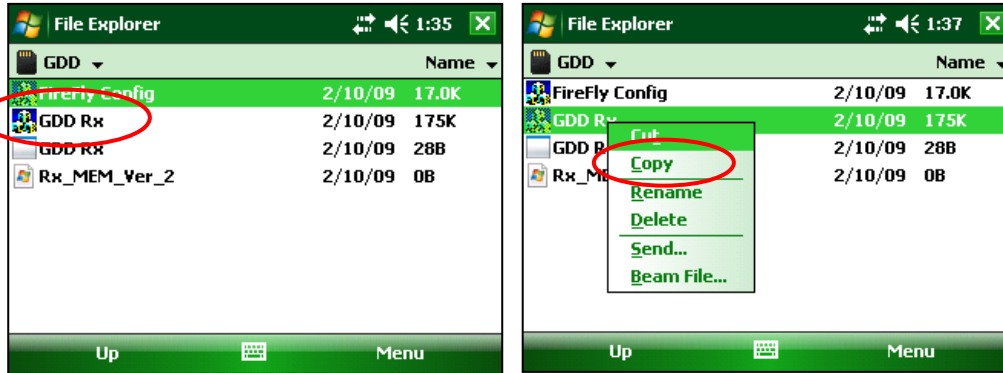 File Explorer 1:35
GDD Name
FireFly Config 2/10/09 17.0K
GDD Rx 2/10/09 175K
GDD Rx 2/10/09 28B
Rx_MEM_Ver_2 2/10/09 0B
Up Menu
File Explorer 1:37
GDD Name
FireFly Config 2/10/09 17.0K
GDD Rx 2/10/09 175K
GDD R 2/10/09 28B
Rx_ME 2/10/09 0B
Cut
Copy
Rename
Delete
Send...
Beam File...
Up Menu